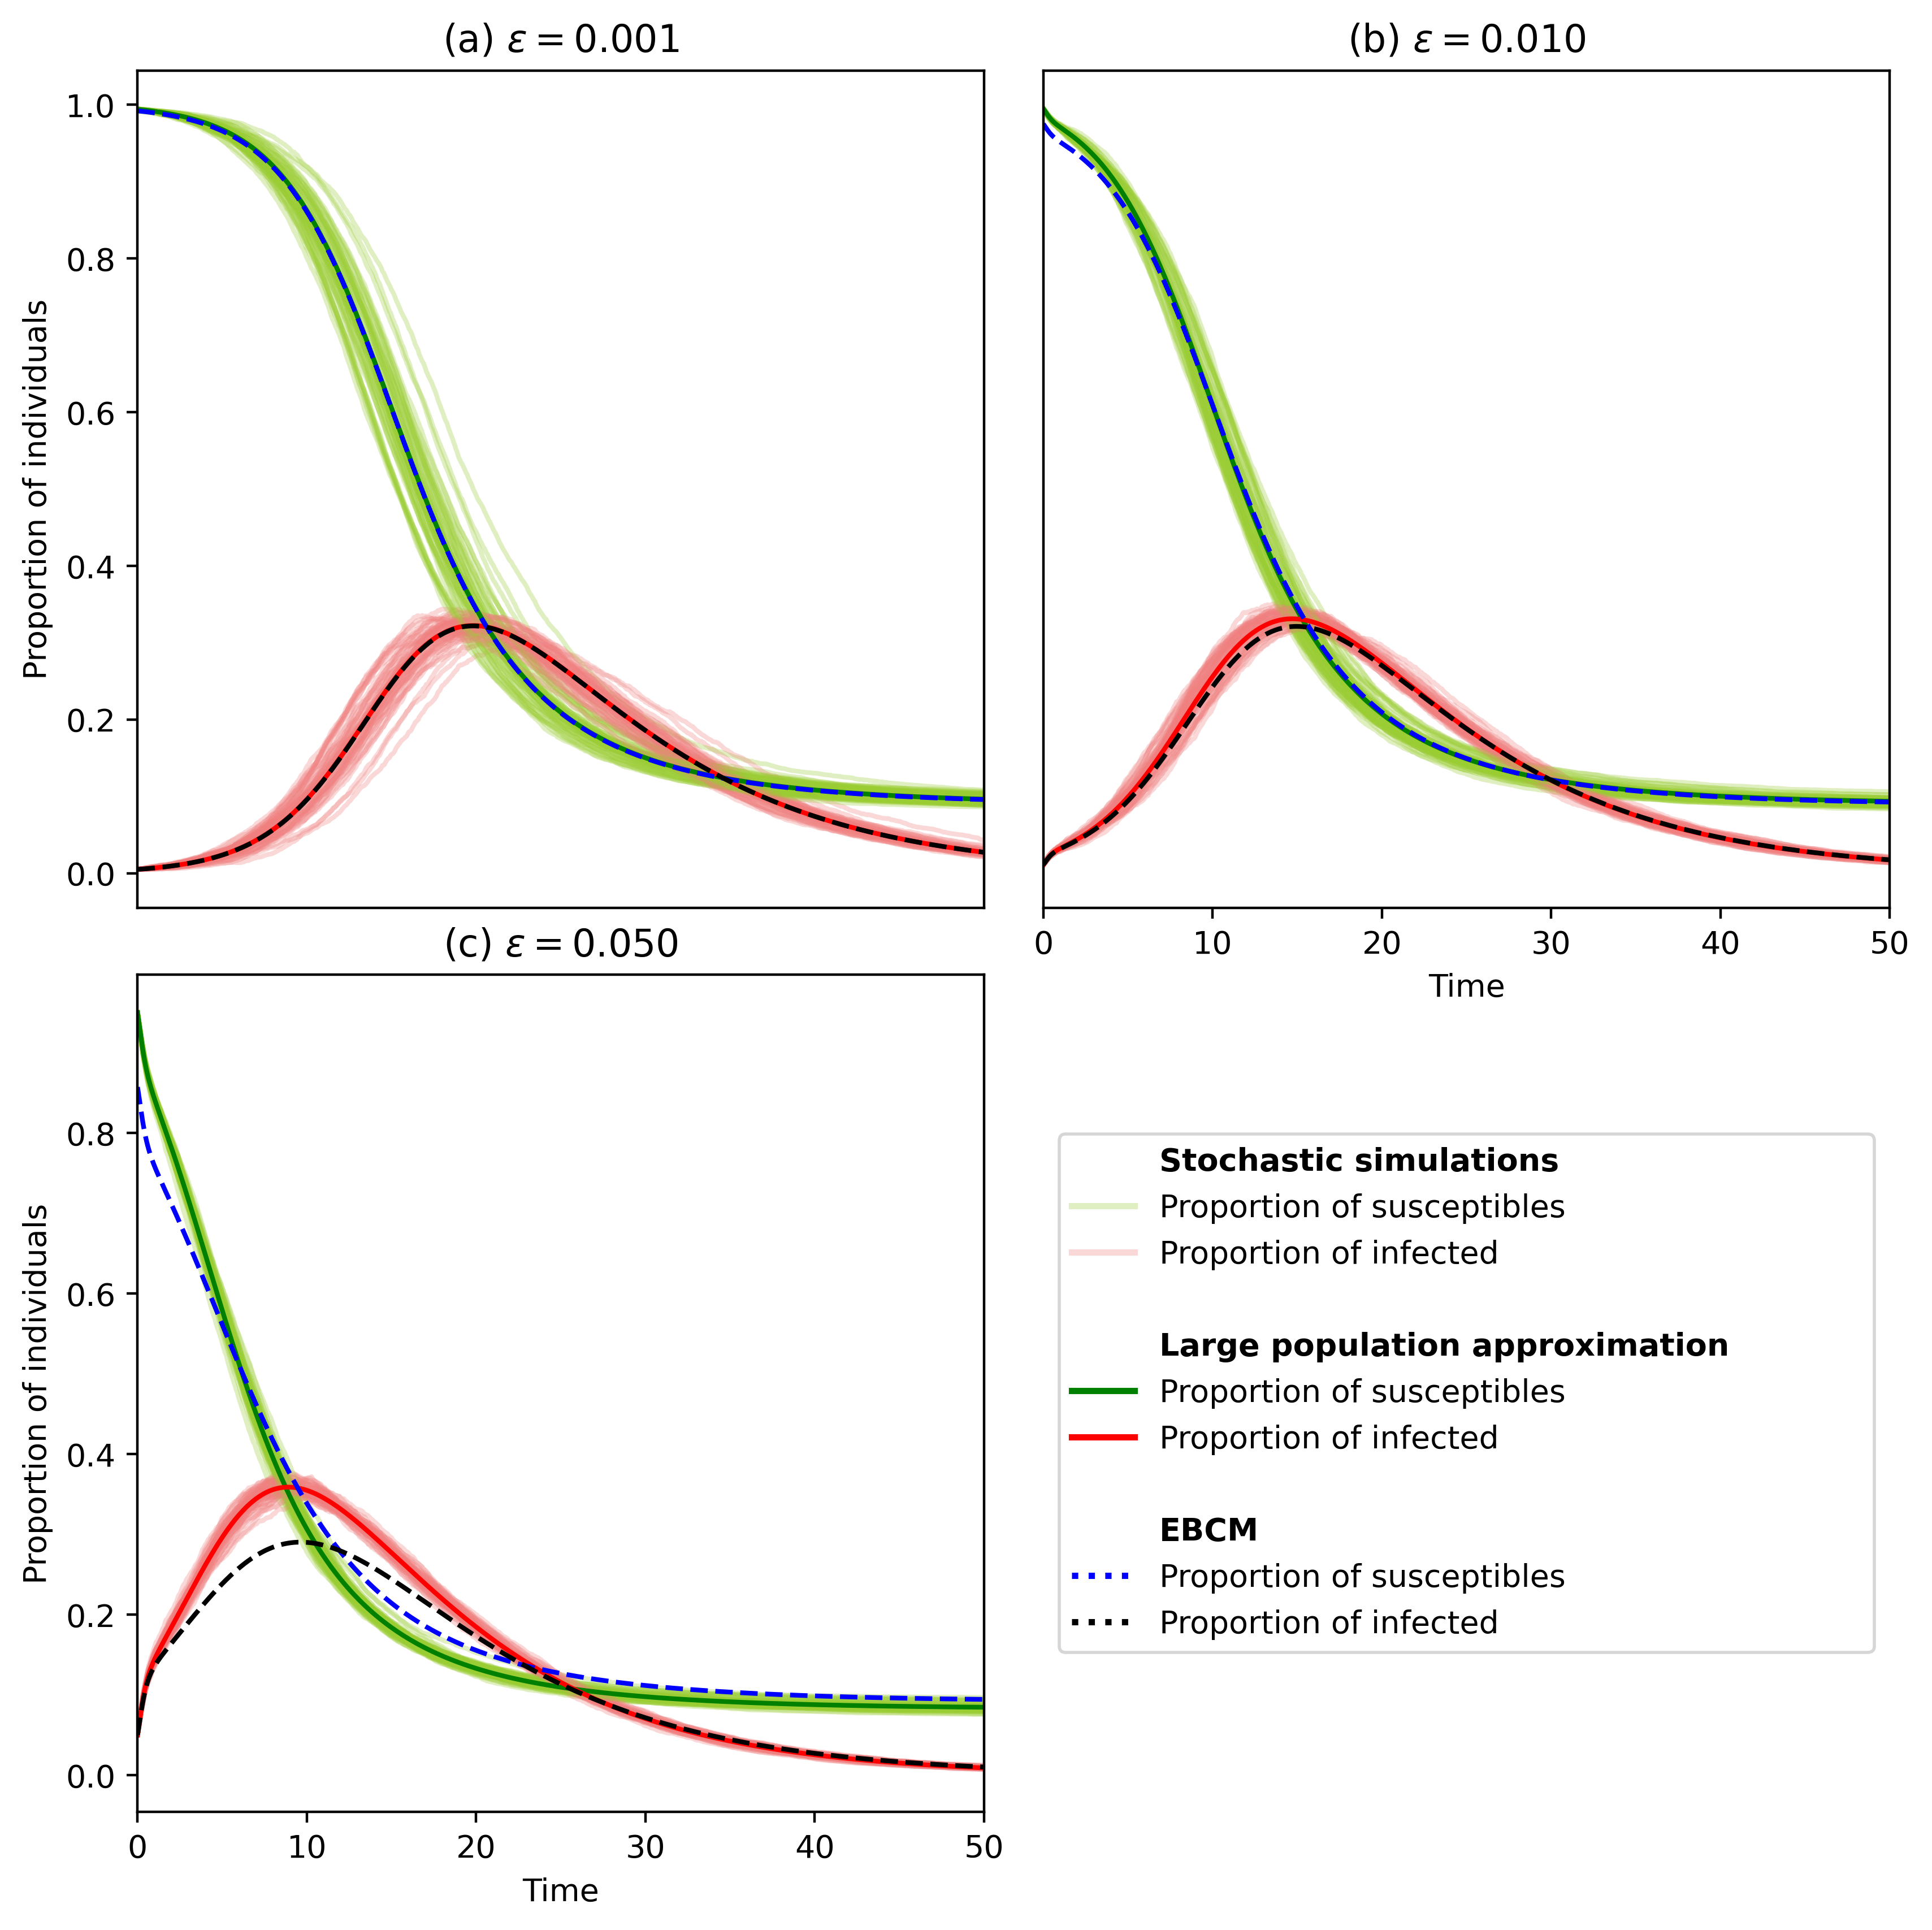 (a) ε = 0.001
Proportion of individuals
1.0
0.8
0.6
0.4
0.2
0.0
(b) ε = 0.010
0 10 20 30 40 50
Time
(c) ε = 0.050
Proportion of individuals
0.8
0.6
0.4
0.2
0.0
0 10 20 30 40 50
Time
Stochastic simulations
Proportion of susceptibles
Proportion of infected
Large population approximation
Proportion of susceptibles
Proportion of infected
EBCM
Proportion of susceptibles
Proportion of infected